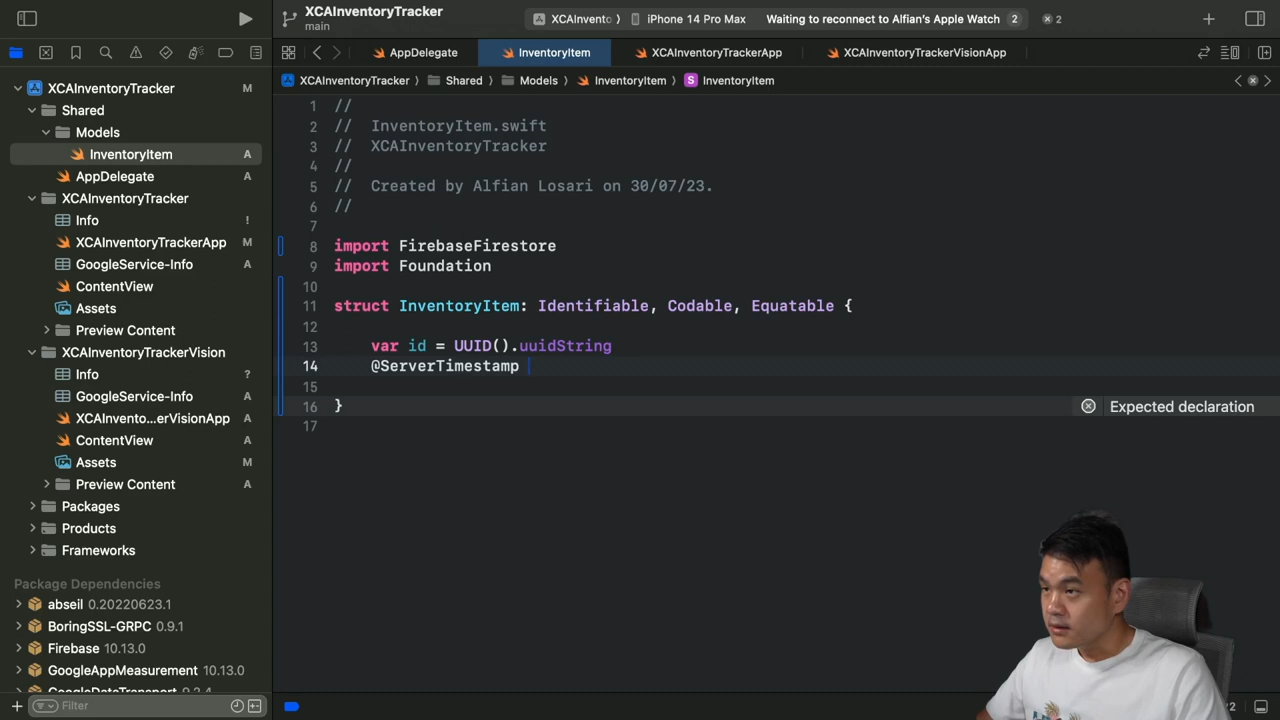 XCAInventoryTracker
main
XCAInvento
iPhone 14 Pro Max
Waiting to reconnect to Alfian's Apple Watch
2
2
AppDelegate
InventoryItem
XCAInventoryTrackerApp
XCAInventoryTrackerVisionApp
XCAInventoryTracker
Shared
Models
InventoryItem
S
InventoryItem
XCAInventoryTracker M
Shared
Models
InventoryItem A
AppDelegate A
XCAInventoryTracker
Info !
XCAInventoryTrackerApp M
GoogleService-Info A
ContentView
Assets
Preview Content
XCAInventoryTrackerVision
Info ?
GoogleService-Info A
XCAInvento...erVisionApp A
ContentView A
Assets M
Preview Content A
Packages
Products
Frameworks
Package Dependencies
abseil 0.20220623.1
BoringSSL-GRPC 0.9.1
Firebase 10.13.0
GoogleAppMeasurement 10.13.0
GoogleDataTransport 9.2.4
Filter
1 //
2 // InventoryItem.swift
3 // XCAInventoryTracker
4 //
5 // Created by Alfian Losari on 30/07/23.
6 //
7
8 import FirebaseFirestore
9 import Foundation
10
11 struct InventoryItem: Identifiable, Codable, Equatable {
12
13 var id = UUID().uuidString
14 @ServerTimestamp
15
16 } Expected declaration
17